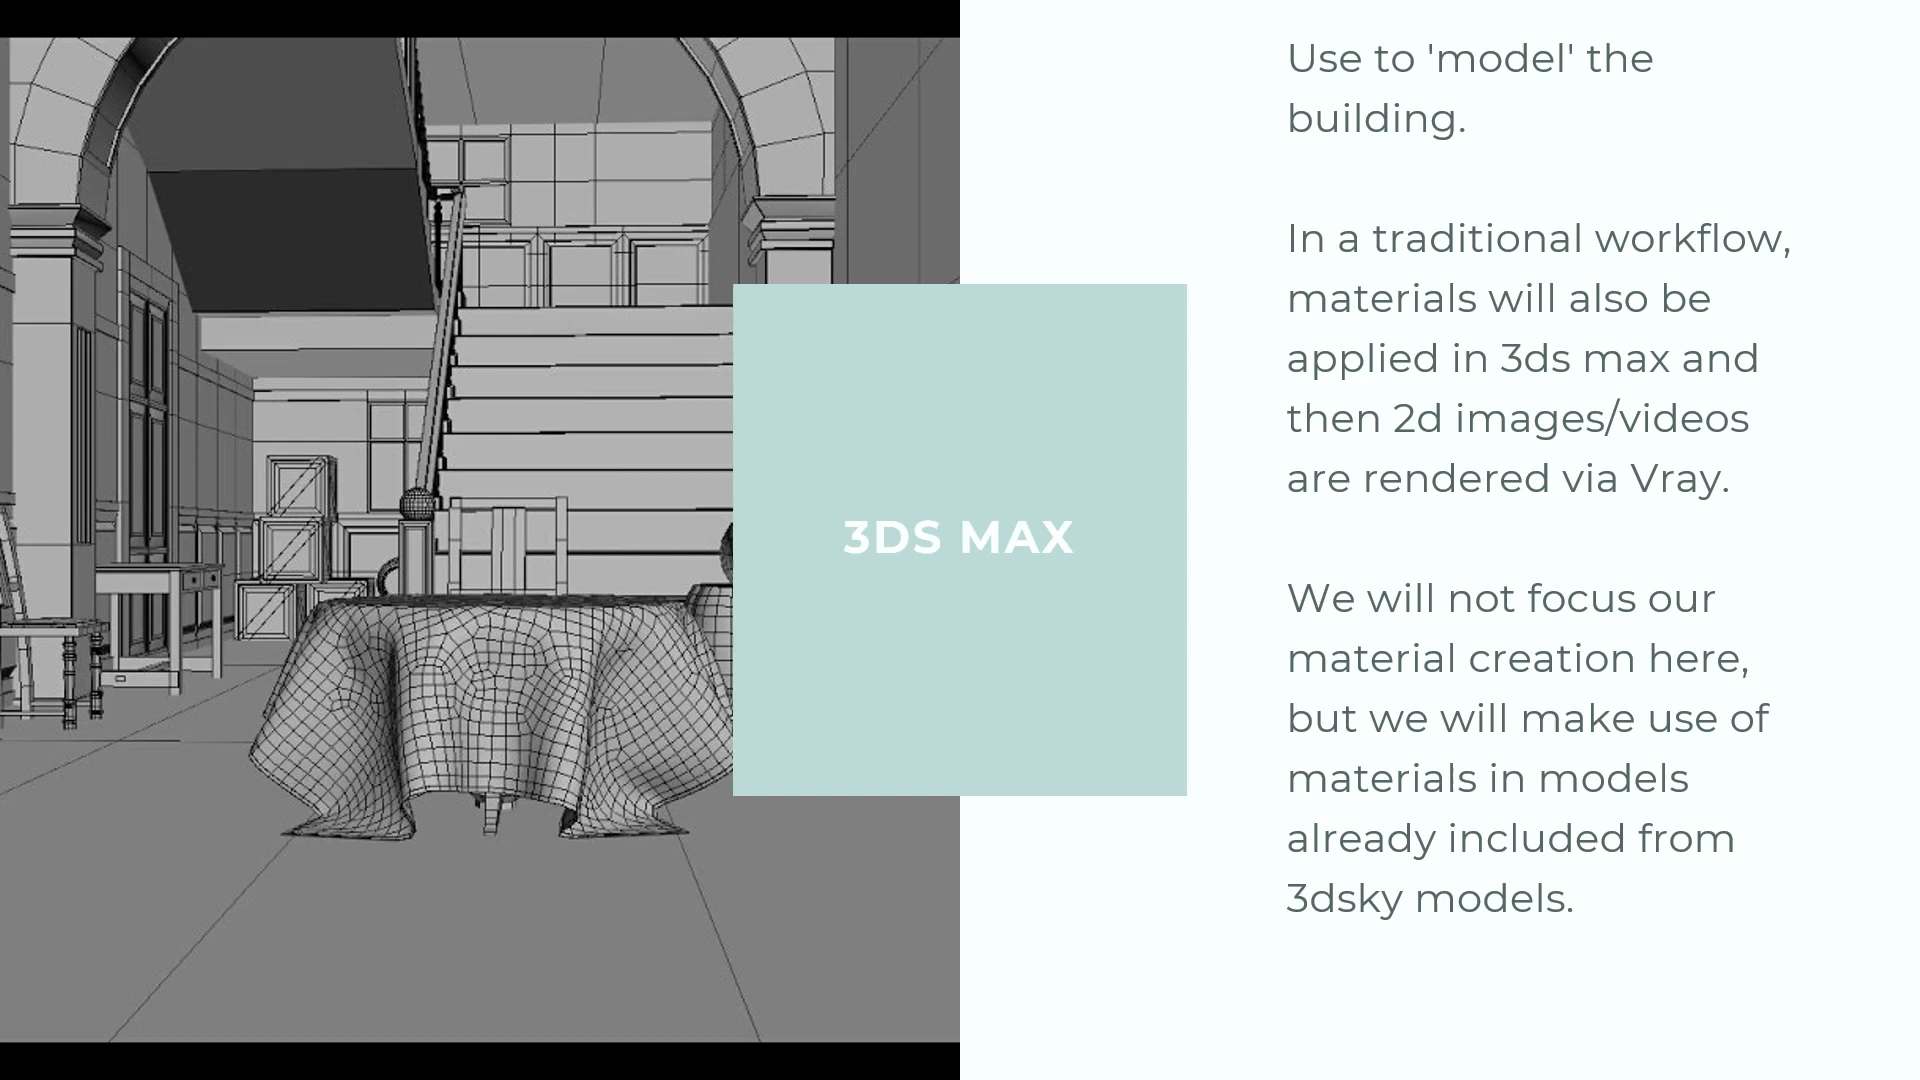 3DS MAX
Use to 'model' the
building.
In a traditional workflow,
materials will also be
applied in 3ds max and
then 2d images/videos
are rendered via Vray.
We will not focus our
material creation here,
but we will make use of
materials in models
already included from
3dsky models.